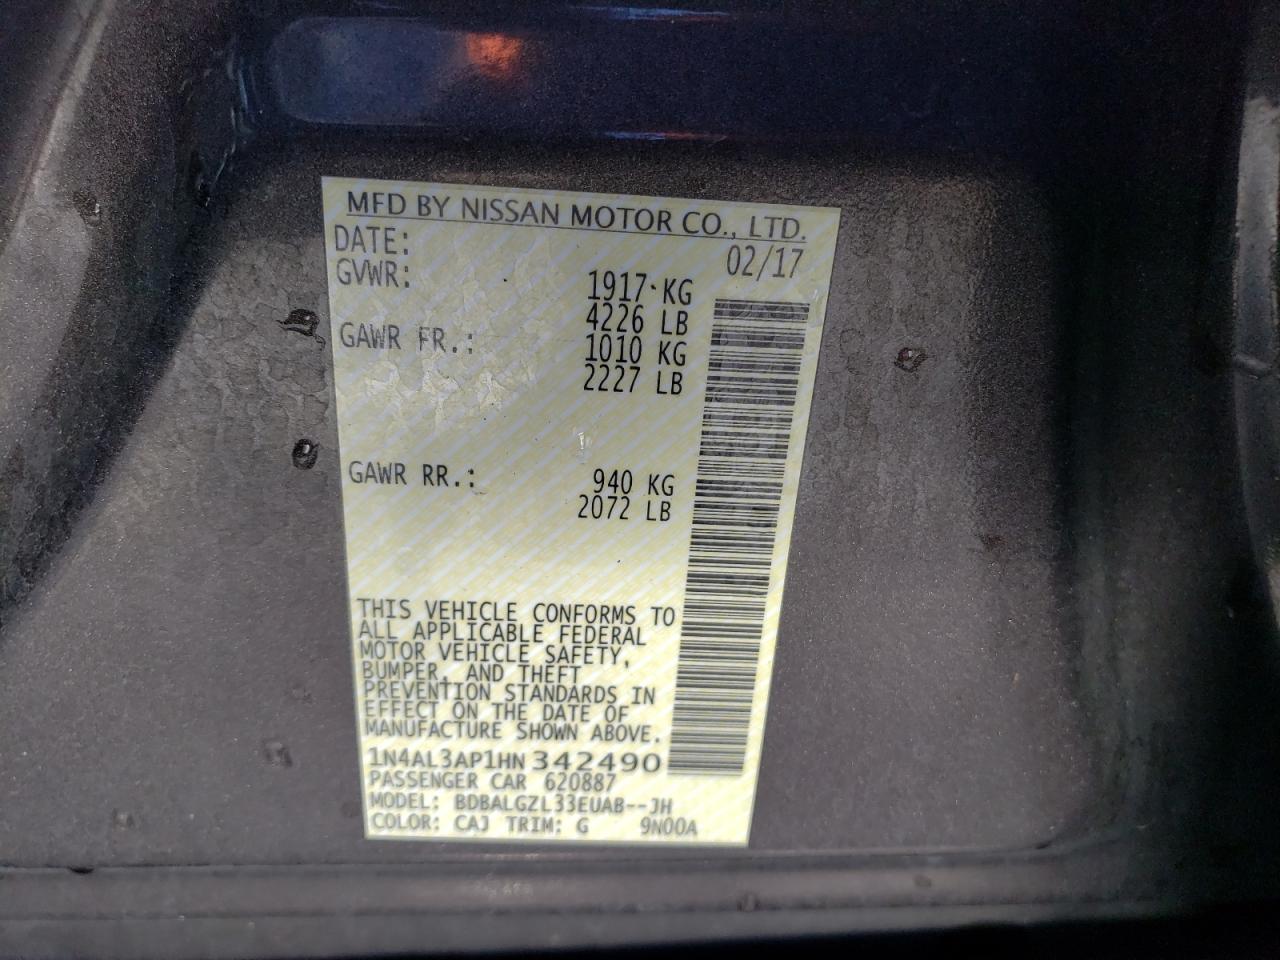 MFD BY NISSAN MOTOR CO., LTD.
DATE: 02/17
GVWR: 1917 KG
4226 LB
GAWR FR.: 1010 KG
2227 LB
GAWR RR.: 940 KG
2072 LB
THIS VEHICLE CONFORMS TO
ALL APPLICABLE FEDERAL
MOTOR VEHICLE SAFETY,
BUMPER, AND THEFT
PREVENTION STANDARDS IN
EFFECT ON THE DATE OF
MANUFACTURE SHOWN ABOVE.
1N4AL3AP1HN 342490
PASSENGER CAR 620887
MODEL: BDBALGZL33EUAB--JH
COLOR: CAJ TRIM: G 9N00A